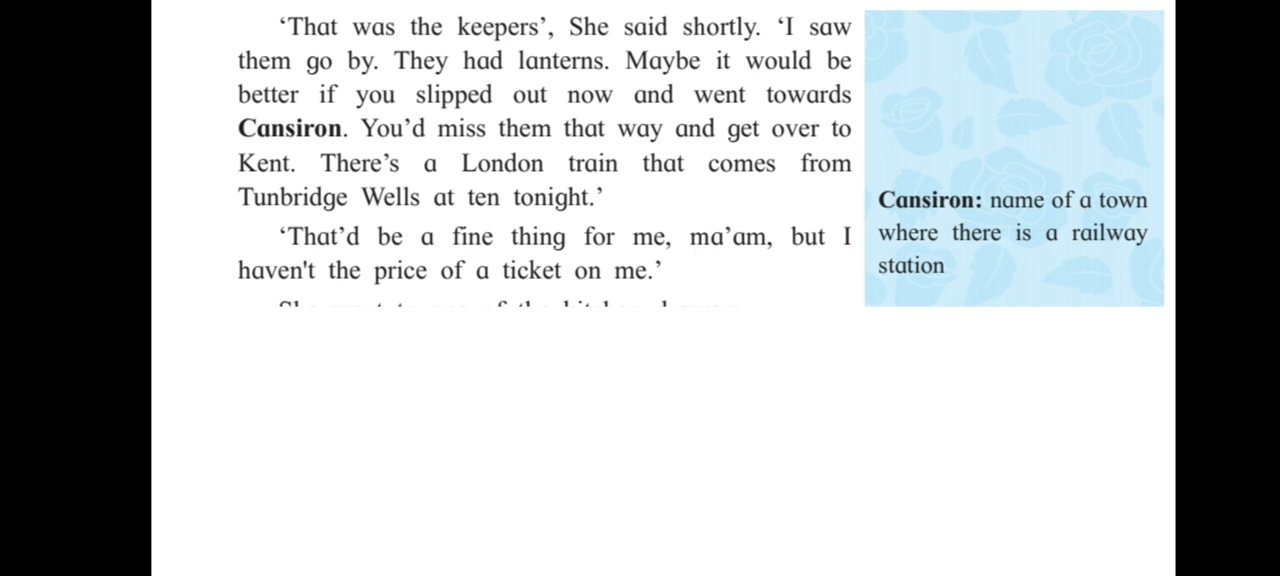 ‘That was the keepers’, She said shortly. ‘I saw
them go by. They had lanterns. Maybe it would be
better if you slipped out now and went towards
Cansiron. You’d miss them that way and get over to
Kent. There’s a London train that comes from
Tunbridge Wells at ten tonight.’
‘That’d be a fine thing for me, ma’am, but I
haven't the price of a ticket on me.’
Cansiron: name of a town
where there is a railway
station